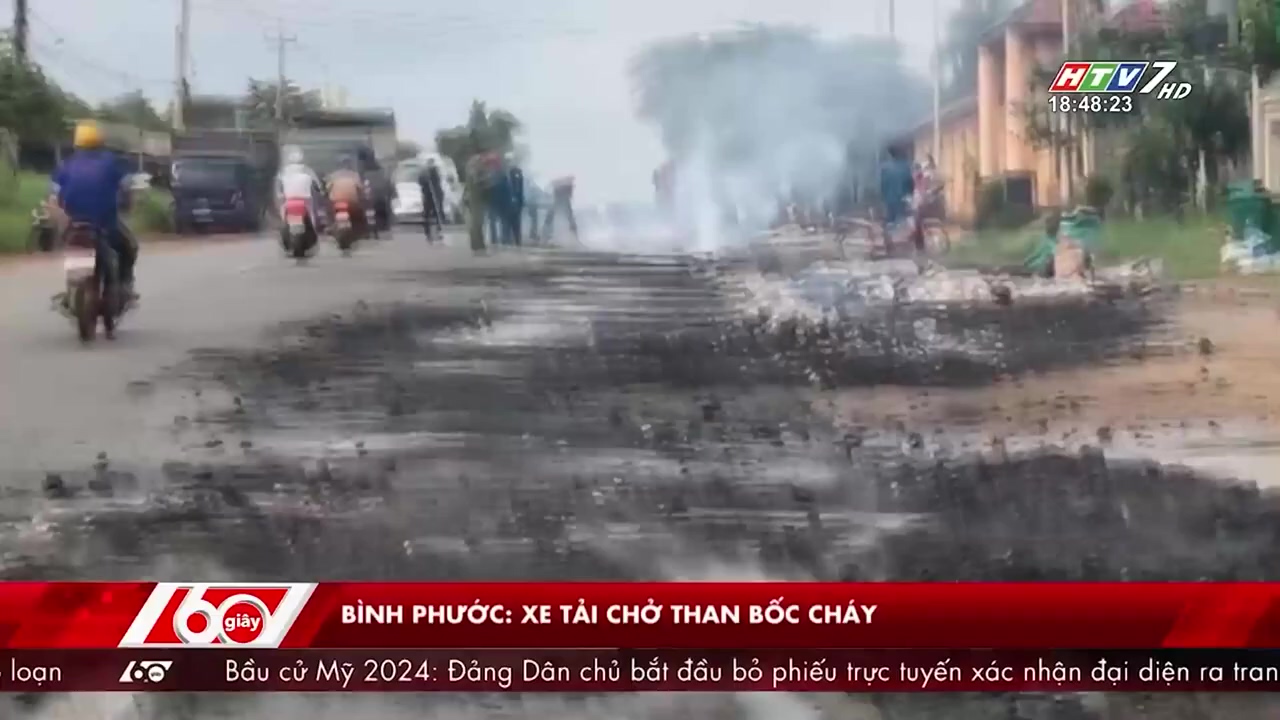 HTV7 HD
18:48:23
60 giây
BÌNH PHƯỚC: XE TẢI CHỞ THAN BỐC CHÁY
loạn
60 giây
Bầu cử Mỹ 2024: Đảng Dân chủ bắt đầu bỏ phiếu trực tuyến xác nhận đại diện ra tran